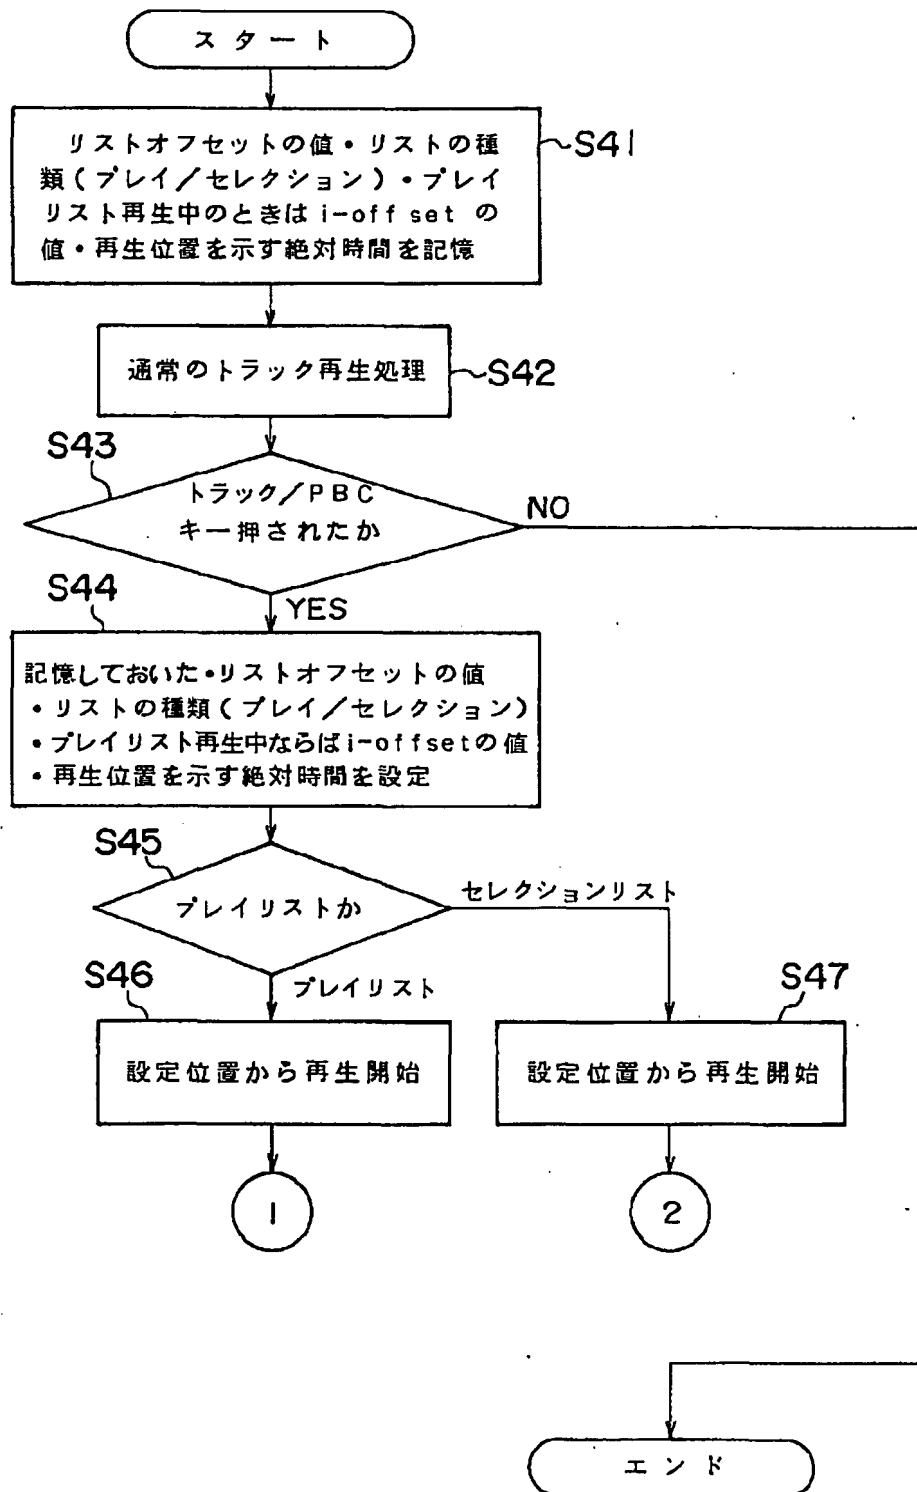 スタート
リストオフセットの値・リストの種
類(プレイ/セレクション)・プレイ
リスト再生中のときはi-offsetの
値・再生位置を示す絶対時間を記憶
S41
通常のトラック再生処理
S42
S43
トラック/PBC
キー押されたか
NO
S44
YES
記憶しておいた・リストオフセットの値
・リストの種類(プレイ/セレクション)
・プレイリスト再生中ならばi-offsetの値
・再生位置を示す絶対時間を設定
S45
プレイリストか
セレクションリスト
S46
プレイリスト
S47
設定位置から再生開始
設定位置から再生開始
1
2
エンド